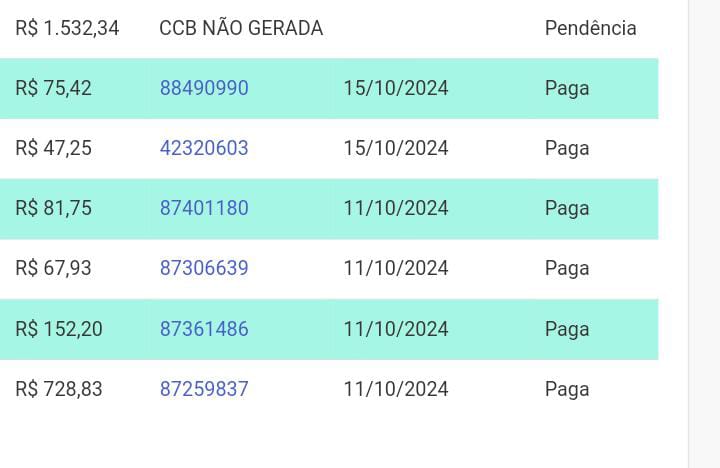 R$ 1.532,34 CCB NÃO GERADA Pendência
R$ 75,42 88490990 15/10/2024 Paga
R$ 47,25 42320603 15/10/2024 Paga
R$ 81,75 87401180 11/10/2024 Paga
R$ 67,93 87306639 11/10/2024 Paga
R$ 152,20 87361486 11/10/2024 Paga
R$ 728,83 87259837 11/10/2024 Paga